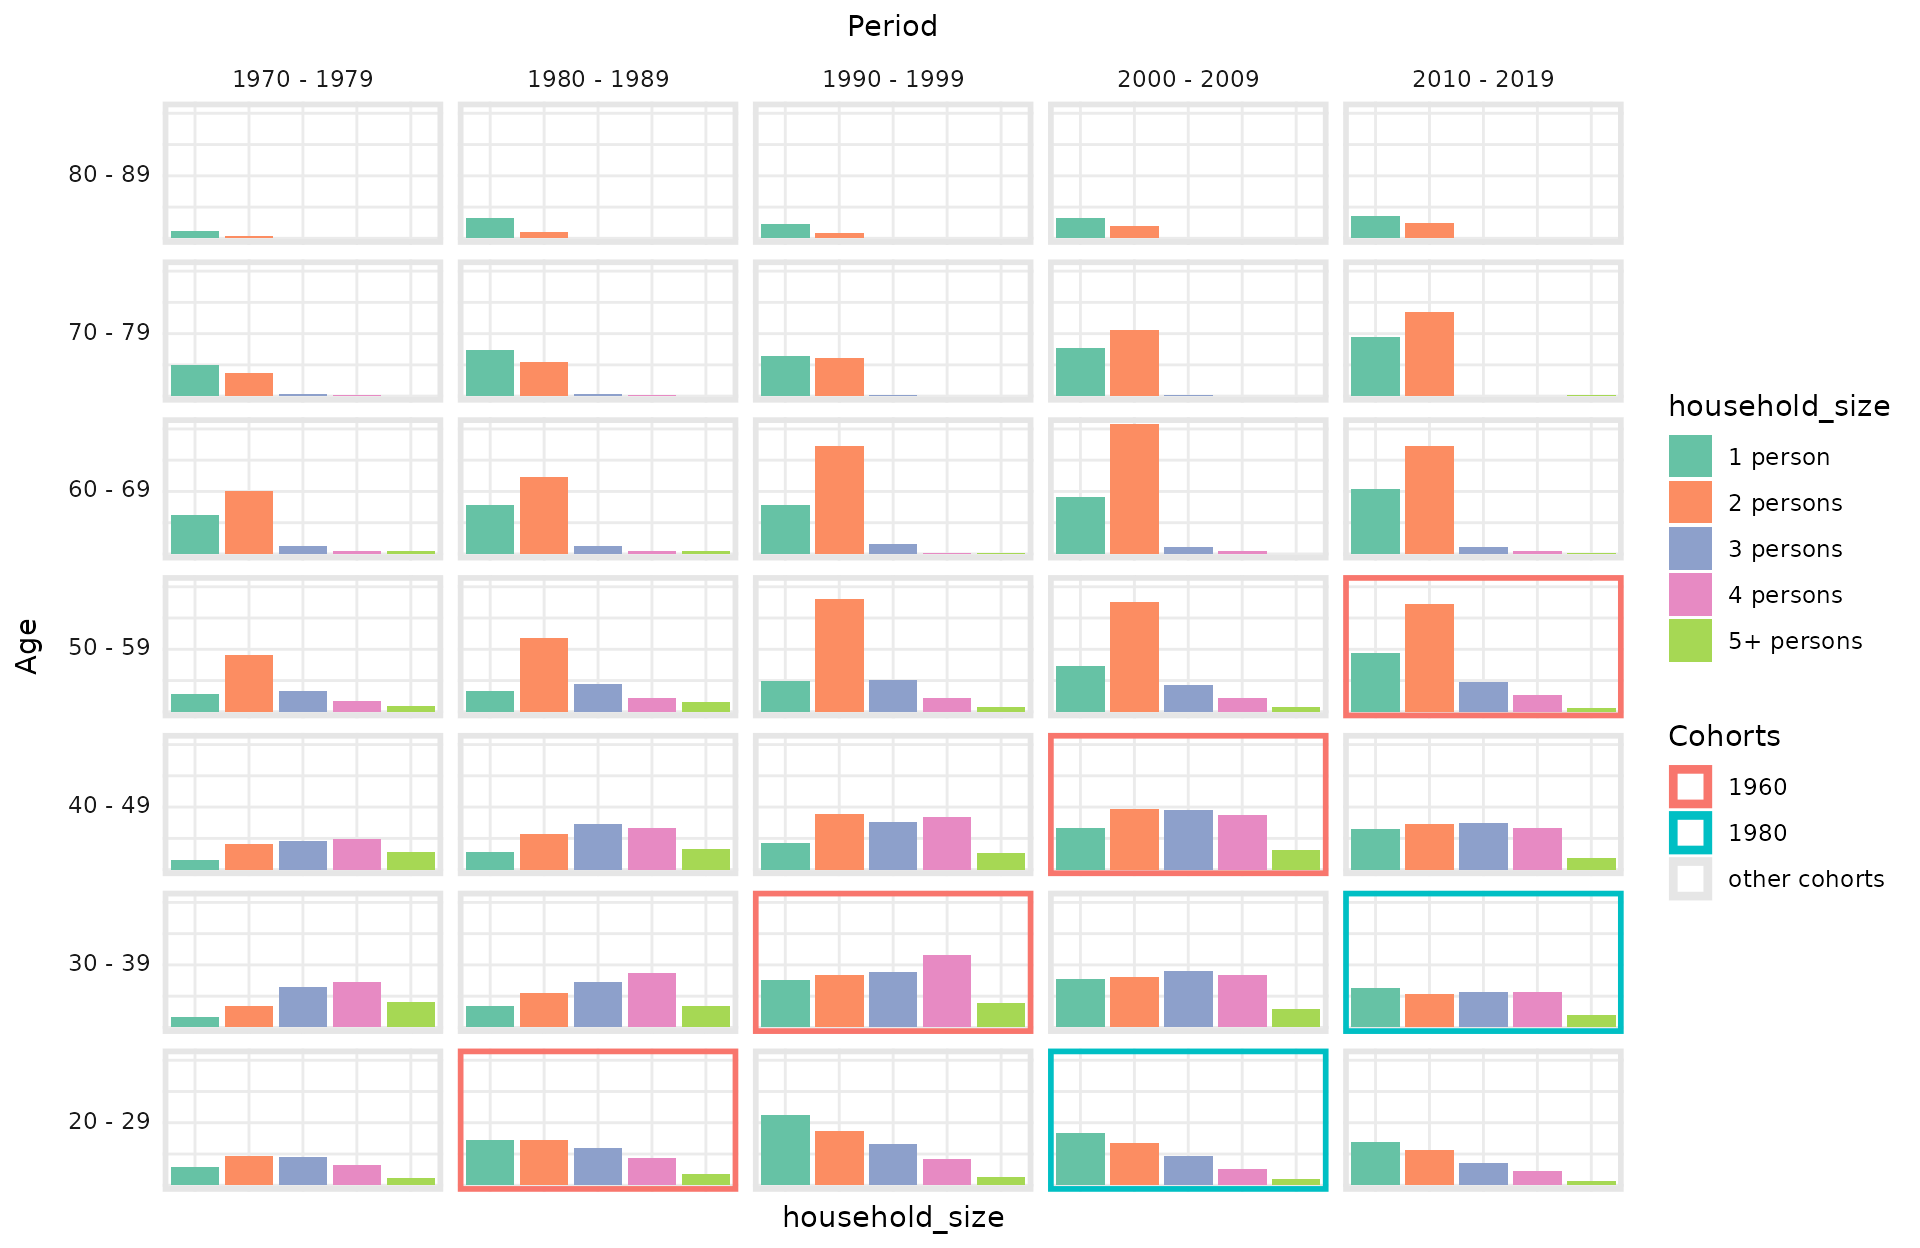 Period
1970 - 1979
1980 - 1989
1990 - 1999
2000 - 2009
2010 - 2019
Age
80 - 89
70 - 79
60 - 69
50 - 59
40 - 49
30 - 39
20 - 29
household_size
household_size
1 person
2 persons
3 persons
4 persons
5+ persons
Cohorts
1960
1980
other cohorts